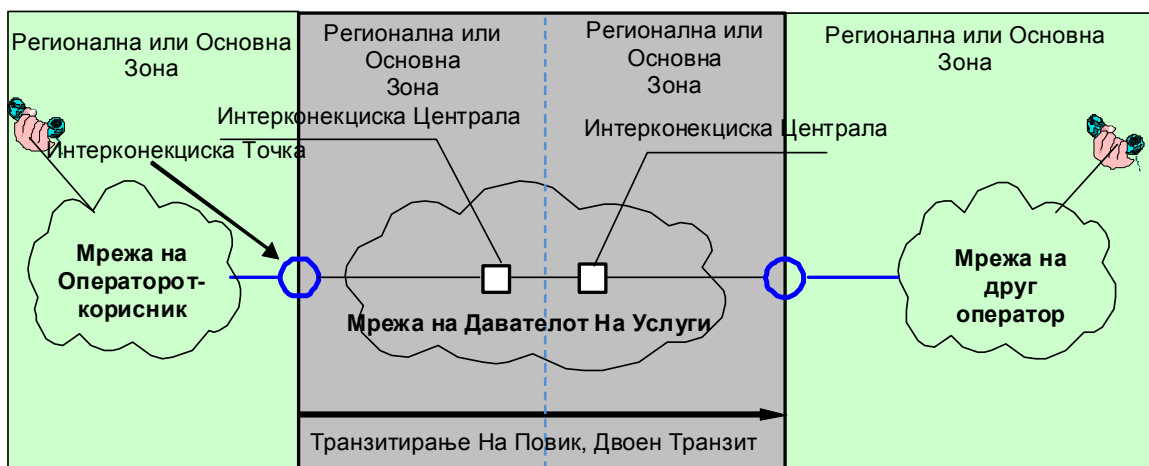 Регионална или Основна
Зона
Регионална или
Основна
Зона
Регионална или
Основна
Зона
Регионална или Основна
Зона
Интерконекциска Централа
Интерконекциска Централа
Интерконекциска Точка
Мрежа на
Операторот-
корисник
Мрежа на Давателот На Услуги
Мрежа на
друг
оператор
Транзитирање На Повик, Двоен Транзит